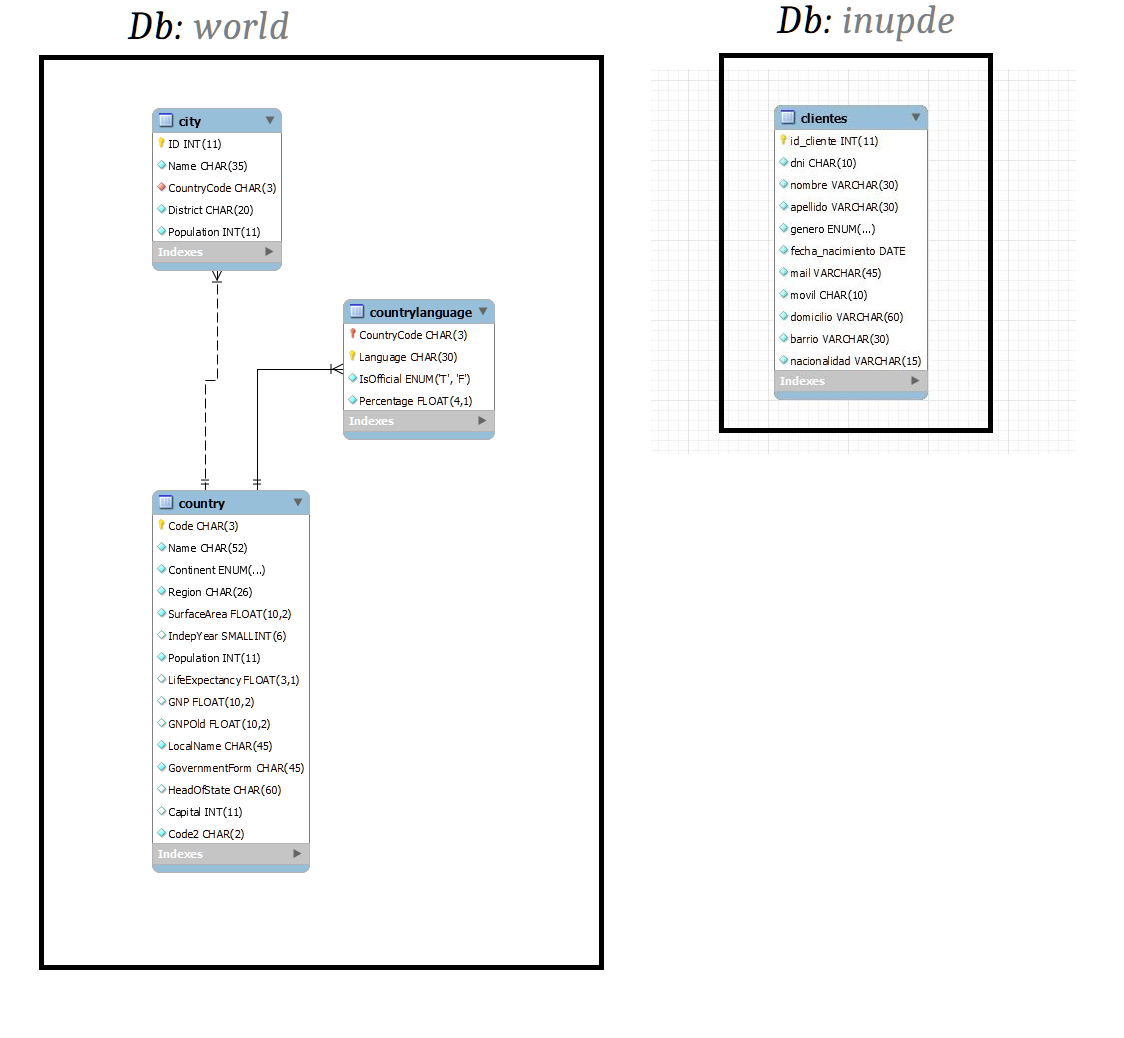 Db: world
city
ID INT(11)
Name CHAR(35)
CountryCode CHAR(3)
District CHAR(20)
Population INT(11)
Indexes
countrylanguage
CountryCode CHAR(3)
Language CHAR(30)
IsOfficial ENUM('T', 'F')
Percentage FLOAT(4,1)
Indexes
country
Code CHAR(3)
Name CHAR(52)
Continent ENUM(...)
Region CHAR(26)
SurfaceArea FLOAT(10,2)
IndepYear SMALLINT(6)
Population INT(11)
LifeExpectancy FLOAT(3,1)
GNP FLOAT(10,2)
GNPOld FLOAT(10,2)
LocalName CHAR(45)
GovernmentForm CHAR(45)
HeadOfState CHAR(60)
Capital INT(11)
Code2 CHAR(2)
Indexes
Db: inupde
clientes
id_cliente INT(11)
dni CHAR(10)
nombre VARCHAR(30)
apellido VARCHAR(30)
genero ENUM(...)
fecha_nacimiento DATE
mail VARCHAR(45)
movil CHAR(10)
domicilio VARCHAR(60)
barrio VARCHAR(30)
nacionalidad VARCHAR(15)
Indexes